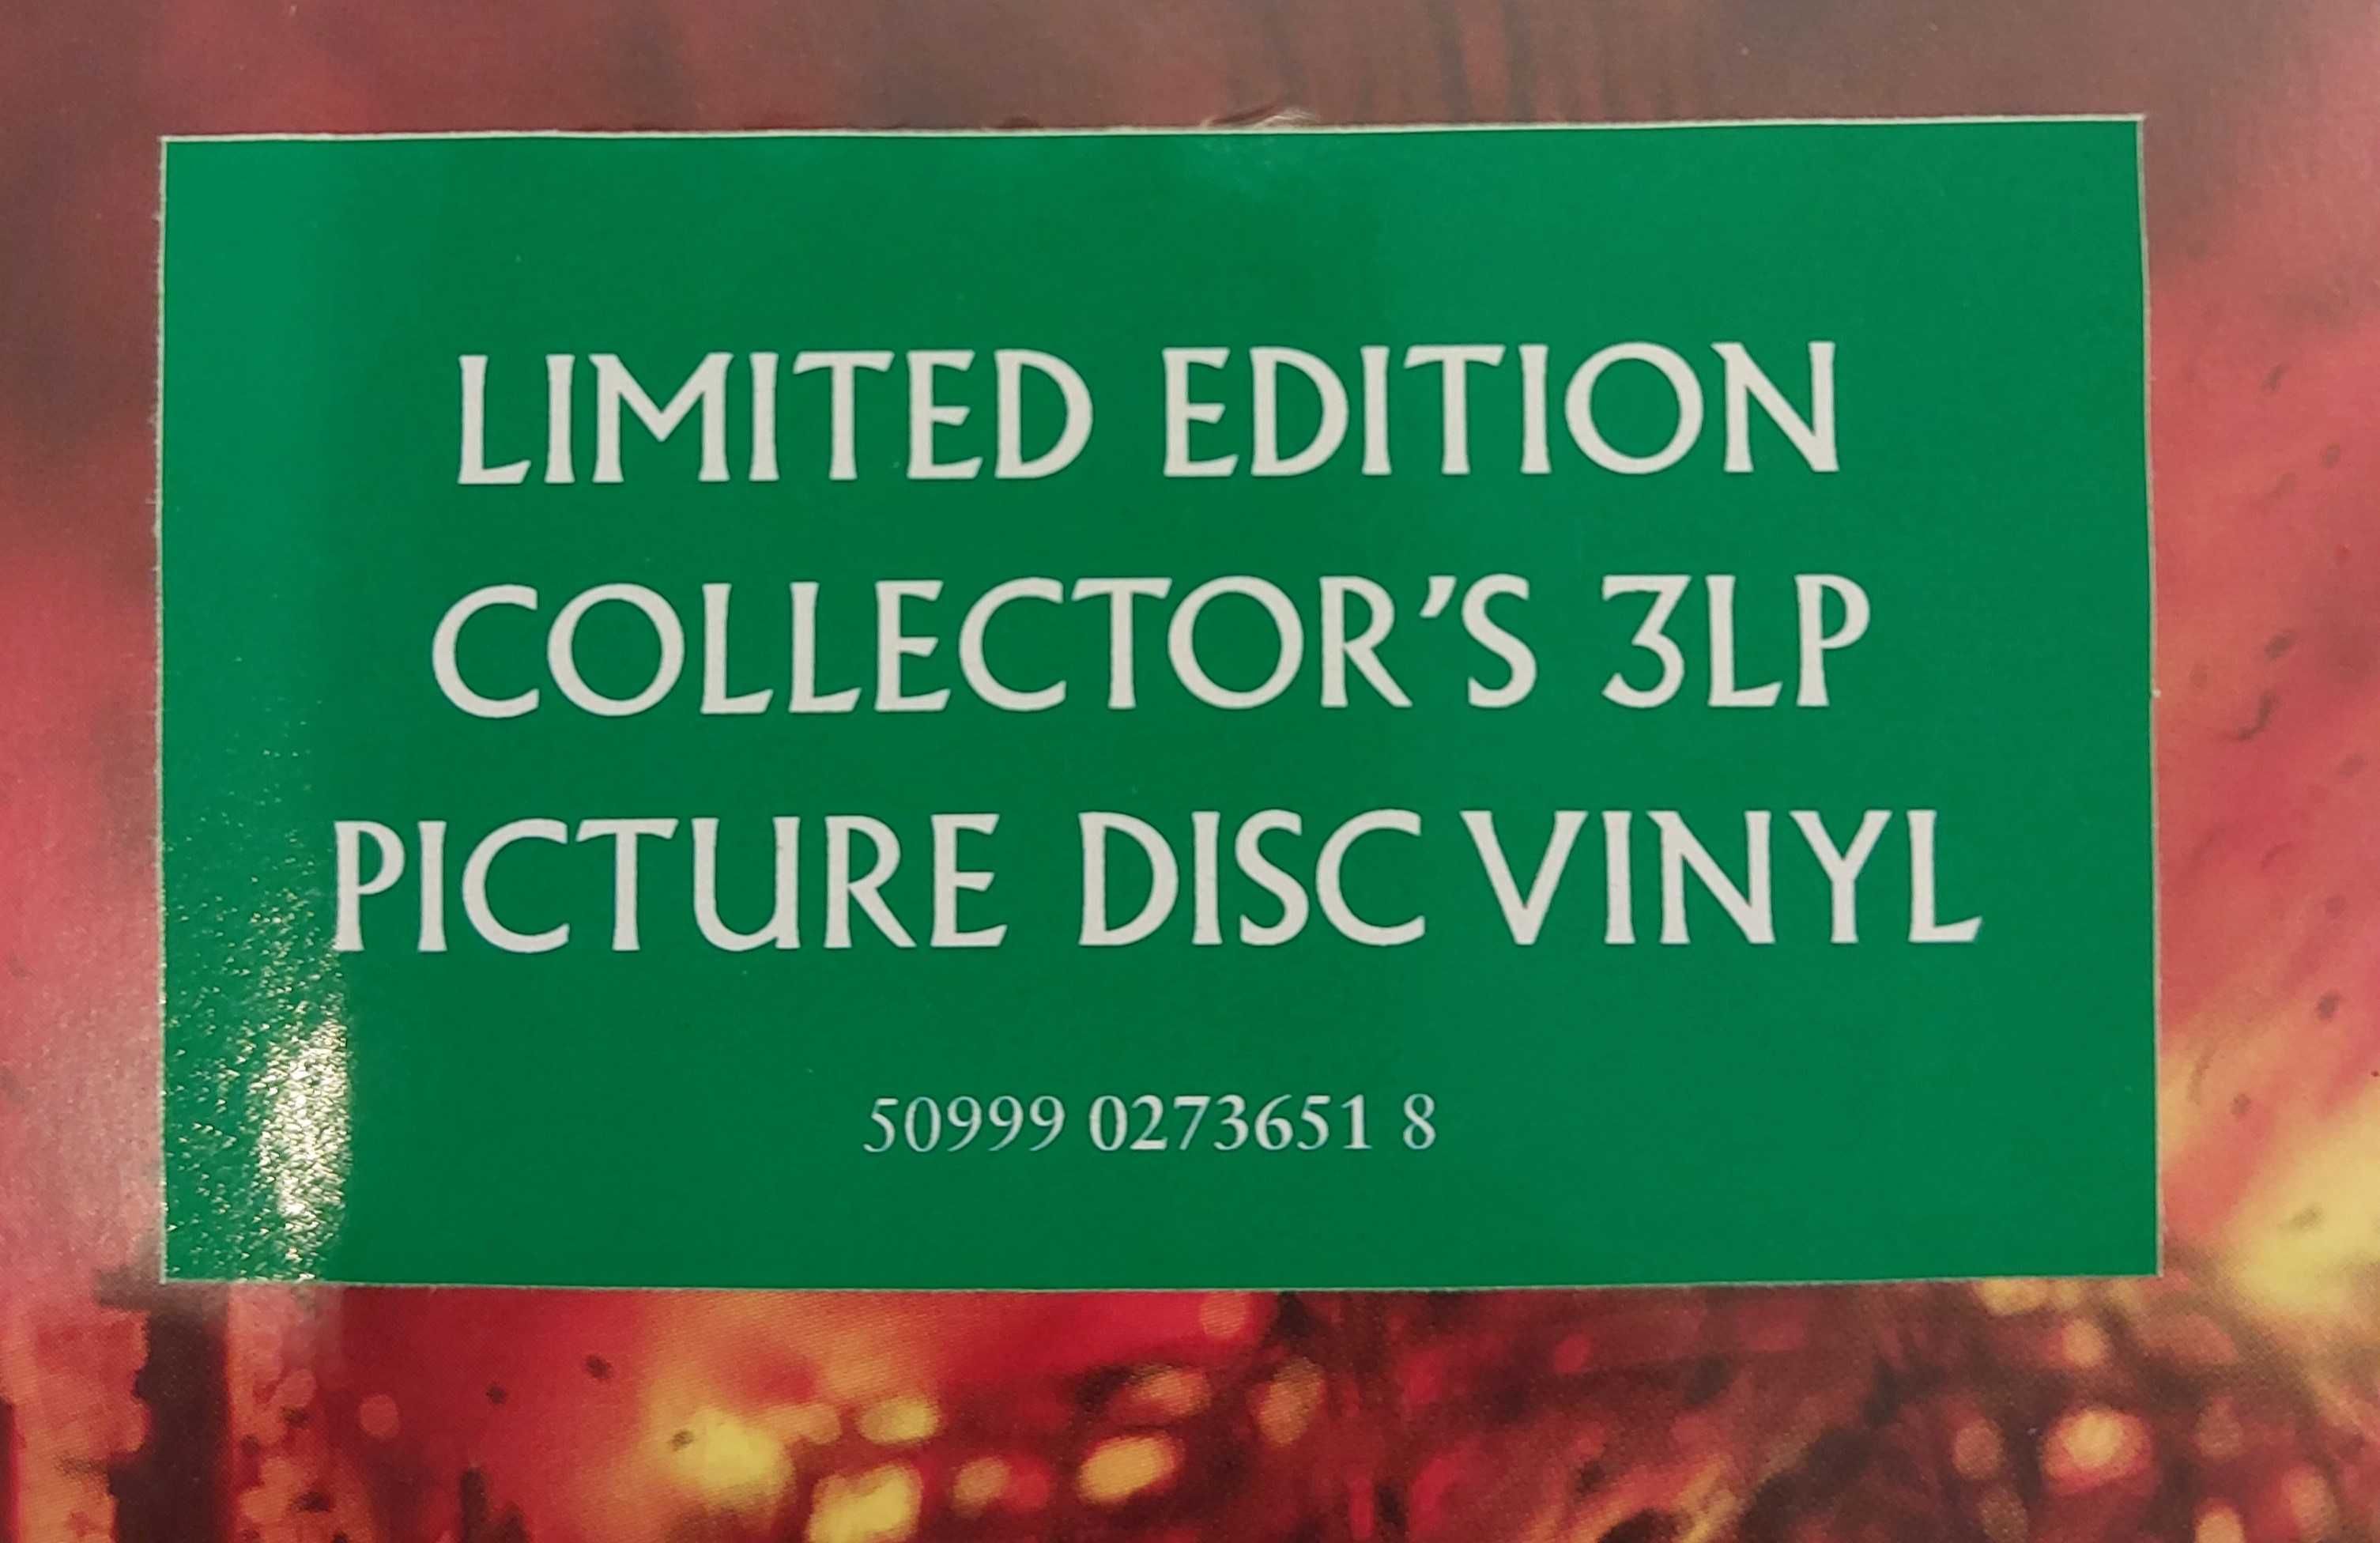 LIMITED EDITION
COLLECTOR’S 3LP
PICTURE DISC VINYL
50999 0273651 8